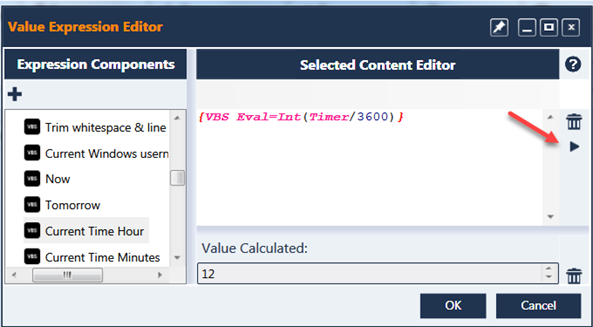 Value Expression Editor
Expression Components
Selected Content Editor
?
VBS Trim whitespace & line
VBS Current Windows usern
VBS Now
VBS Tomorrow
VBS Current Time Hour
VBS Current Time Minutes
{VBS Eval=Int(Timer/3600)}
Value Calculated:
12
OK
Cancel